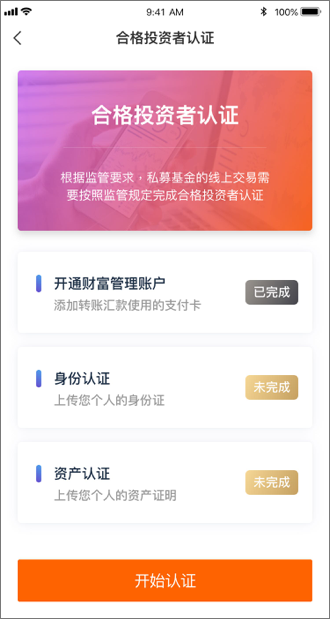 9:41 AM
100%
合格投资者认证
合格投资者认证
根据监管要求，私募基金的线上交易需
要按照监管规定完成合格投资者认证
开通财富管理账户
已完成
添加转账汇款使用的支付卡
身份认证
未完成
上传您个人的身份证
资产认证
未完成
上传您个人的资产证明
开始认证